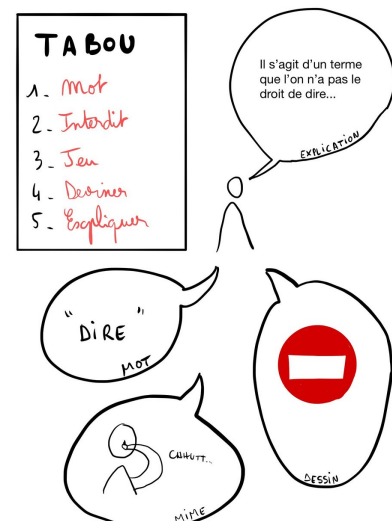 TABOU
1. Mot
2. Interdit
3. Jeu
4. Deviner
5. Expliquer
Il s'agit d'un terme
que l'on n'a pas le
droit de dire...
EXPLICATION
"DiRE"
MOT
CHHUTT..
MiME
DESSiN